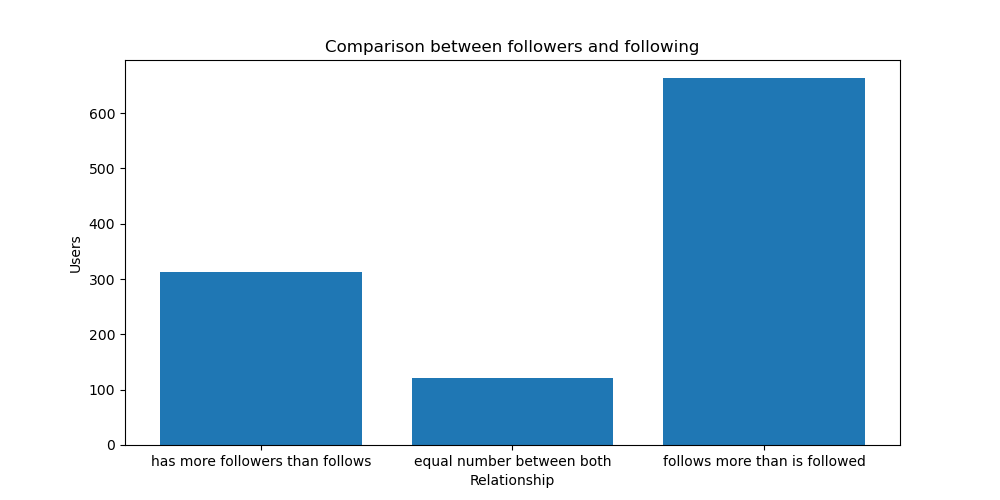 Comparison between followers and following
Users
600
500
400
300
200
100
0
has more followers than follows
equal number between both
follows more than is followed
Relationship